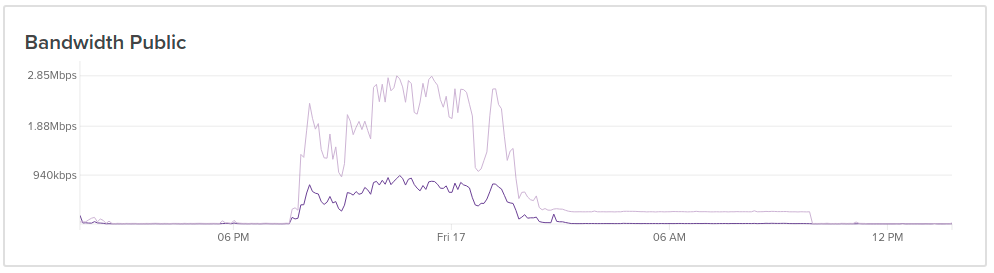 Bandwidth Public
2.85Mbps
1.88Mbps
940kbps
06 PM
Fri 17
06 AM
12 PM